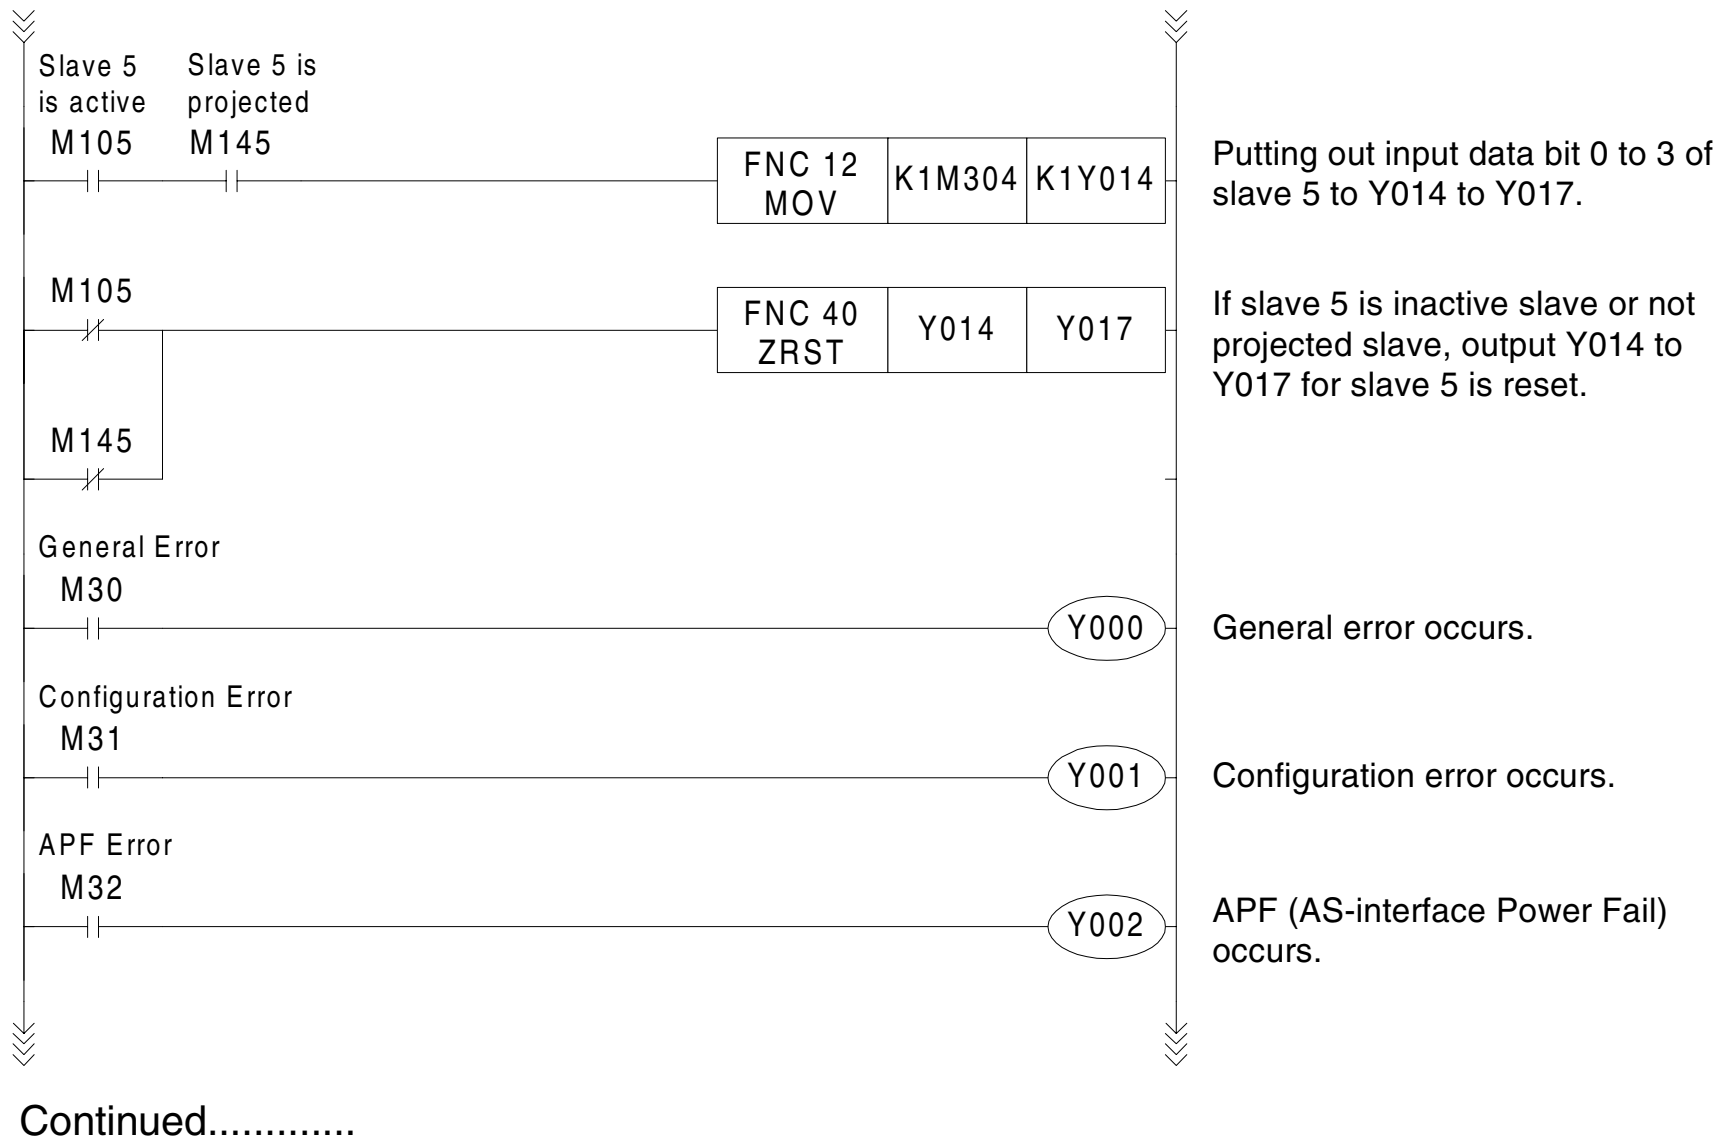 Slave 5 Slave 5 is
is active projected
M105 M145
FNC 12 K1M304 K1Y014
MOV
Putting out input data bit 0 to 3 of
slave 5 to Y014 to Y017.
M105
FNC 40 Y014 Y017
ZRST
If slave 5 is inactive slave or not
projected slave, output Y014 to
Y017 for slave 5 is reset.
M145
General Error
M30
Y000
General error occurs.
Configuration Error
M31
Y001
Configuration error occurs.
APF Error
M32
Y002
APF (AS-interface Power Fail)
occurs.
Continued.............